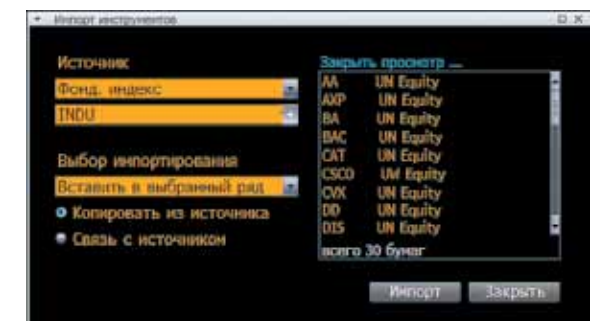 Импорт инструментов
Источник
Фонд. индекс
INDU
Выбор импортирования
Вставить в выбранный ряд
Копировать из источника
Связь с источником
Закрыть просмотр ...
AA UN Equity
AXP UN Equity
BA UN Equity
BAC UN Equity
CAT UN Equity
CSCO UW Equity
CVX UN Equity
DD UN Equity
DIS UN Equity
всего 30 бумаг
Импорт Закрыть